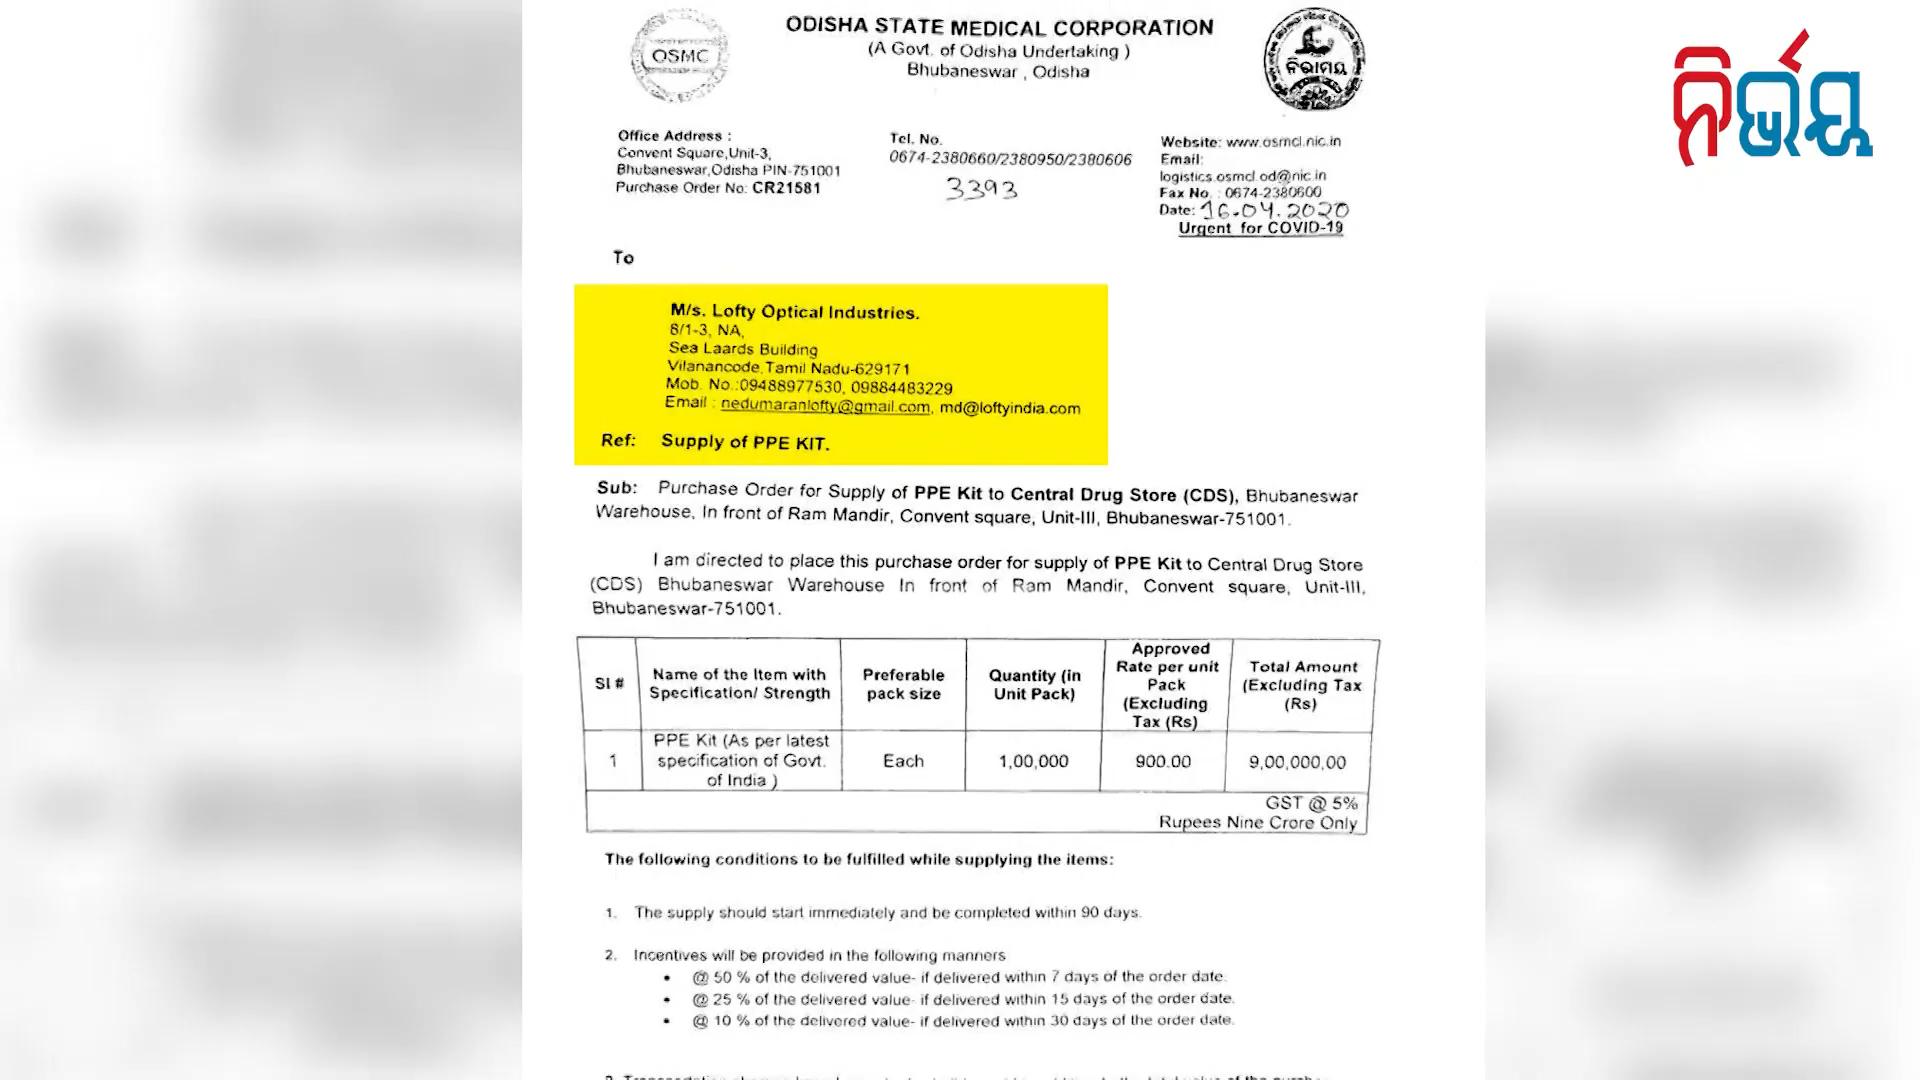 ODISHA STATE MEDICAL CORPORATION
(A Govt. of Odisha Undertaking )
Bhubaneswar , Odisha
OSMC
ନିରାମୟ
ନିର୍ଭୟ
Office Address :
Convent Square,Unit-3,
Bhubaneswar,Odisha PIN-751001
Purchase Order No: CR21581
Tel. No.
0674-2380660/2380950/2380606
3393
Website: www.osmcl.nic.in
Email:
logistics.osmcl.od@nic.in
Fax No. : 0674-2380600
Date: 16.04.2020
Urgent for COVID-19
To
M/s. Lofty Optical Industries.
8/1-3, NA,
Sea Laards Building
Vilanancode,Tamil Nadu-629171
Mob. No.:09488977530, 09884483229
Email : nedumaranlofty@gmail.com, md@loftyindia.com
Ref: Supply of PPE KIT.
Sub: Purchase Order for Supply of PPE Kit to Central Drug Store (CDS), Bhubaneswar
Warehouse, In front of Ram Mandir, Convent square, Unit-III, Bhubaneswar-751001.
I am directed to place this purchase order for supply of PPE Kit to Central Drug Store
(CDS) Bhubaneswar Warehouse In front of Ram Mandir, Convent square, Unit-III,
Bhubaneswar-751001.
Sl #
Name of the Item with
Specification/ Strength
Preferable
pack size
Quantity (in
Unit Pack)
Approved
Rate per unit
Pack
(Excluding
Tax (Rs)
Total Amount
(Excluding Tax
(Rs)
1
PPE Kit (As per latest
specification of Govt.
of India )
Each
1,00,000
900.00
9,00,000,00
GST @ 5%
Rupees Nine Crore Only
The following conditions to be fulfilled while supplying the items:
1. The supply should start immediately and be completed within 90 days.
2. Incentives will be provided in the following manners
• @ 50 % of the delivered value- if delivered within 7 days of the order date.
• @ 25 % of the delivered value- if delivered within 15 days of the order date.
• @ 10 % of the delivered value- if delivered within 30 days of the order date.